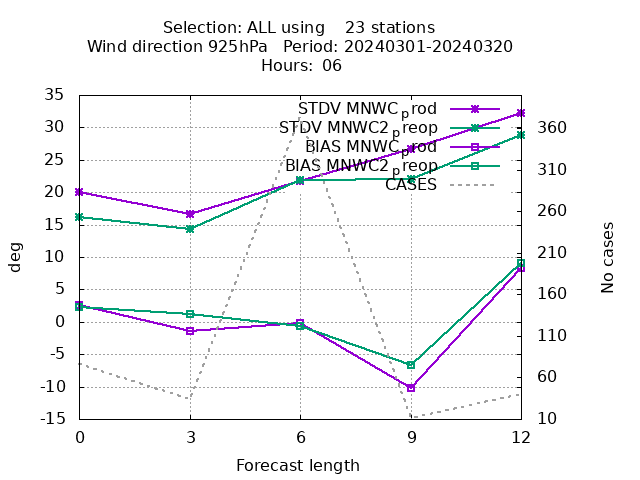 Selection: ALL using    23 stations
Wind direction 925hPa   Period: 20240301-20240320
Hours:  06
35
30
25
20
15
10
5
0
-5
-10
-15
deg
STDV MNWC_prod
STDV MNWC2_preop
BIAS MNWC_prod
BIAS MNWC2_preop
CASES
360
310
260
210
160
110
60
10
No cases
0 3 6 9 12
Forecast length